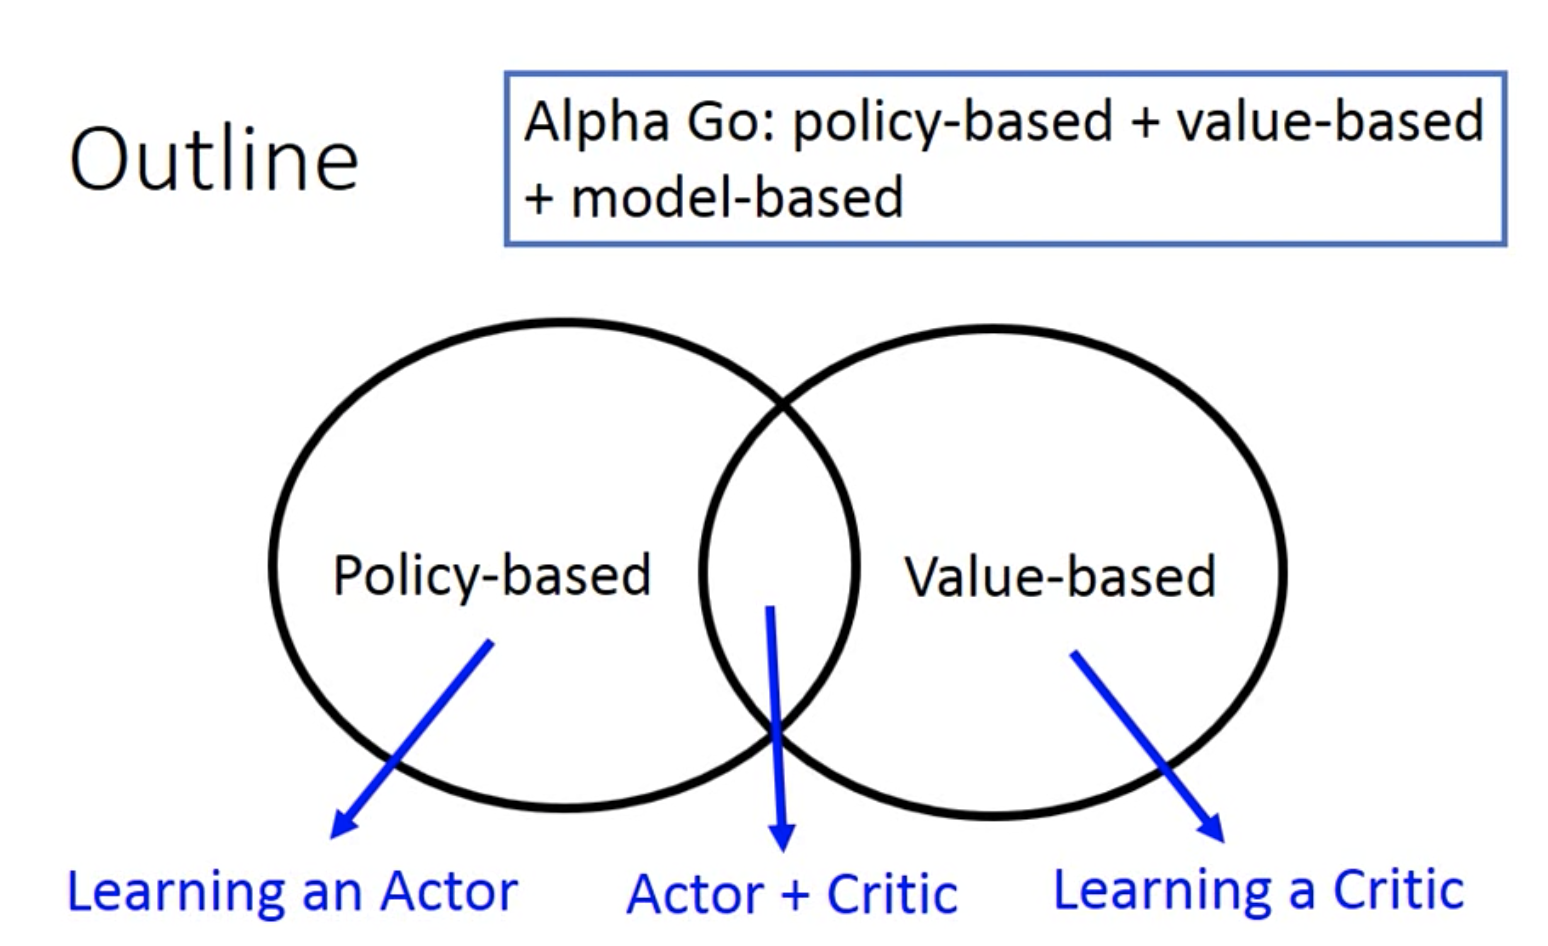 Outline
Alpha Go: policy-based + value-based
+ model-based
Policy-based
Value-based
Learning an Actor
Actor + Critic
Learning a Critic